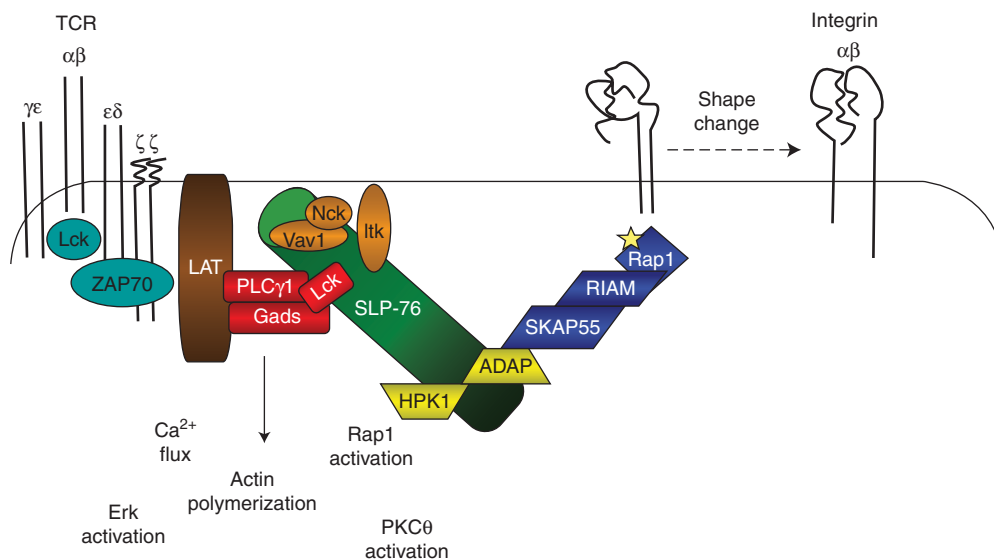 TCR
αβ
γε
εδ
ζ ζ
Integrin
αβ
Shape
change
Lck
ZAP70
LAT
Nck
Vav1
Itk
PLCγ1
Lck
Gads
SLP-76
Rap1
RIAM
SKAP55
ADAP
HPK1
Ca²⁺
flux
Rap1
activation
Actin
polymerization
Erk
activation
PKCθ
activation